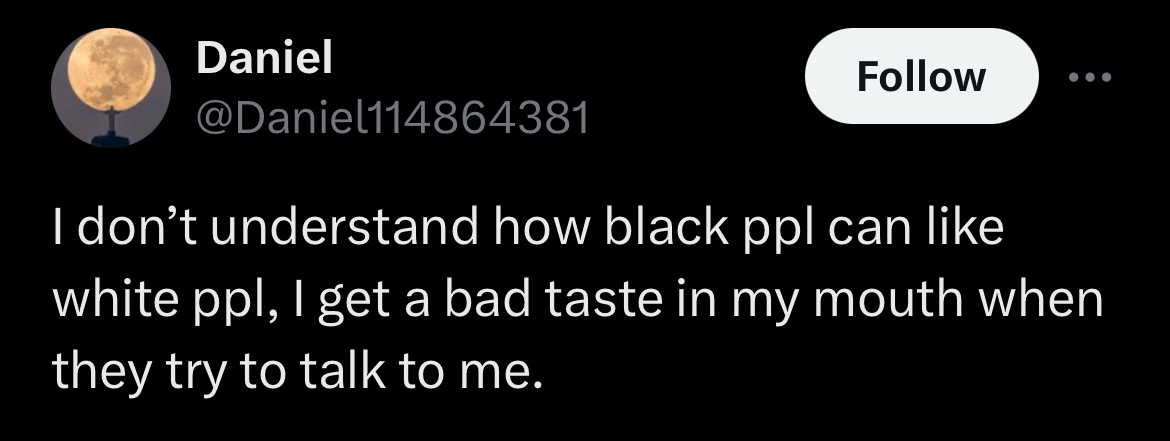 Daniel
@Daniel114864381
Follow
I don’t understand how black ppl can like
white ppl, I get a bad taste in my mouth when
they try to talk to me.